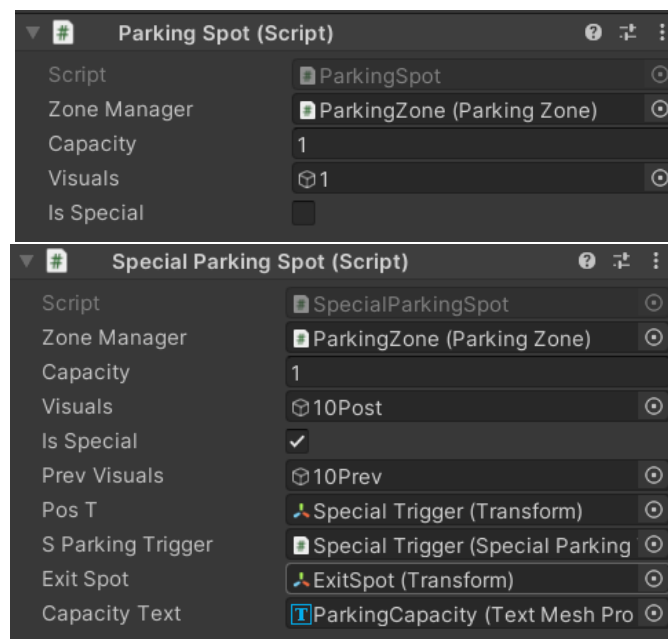 Parking Spot (Script)
Script ParkingSpot
Zone Manager ParkingZone (Parking Zone)
Capacity 1
Visuals 1
Is Special
Special Parking Spot (Script)
Script SpecialParkingSpot
Zone Manager ParkingZone (Parking Zone)
Capacity 1
Visuals 10Post
Is Special
Prev Visuals 10Prev
Pos T Special Trigger (Transform)
S Parking Trigger Special Trigger (Special Parking
Exit Spot ExitSpot (Transform)
Capacity Text ParkingCapacity (Text Mesh Pro